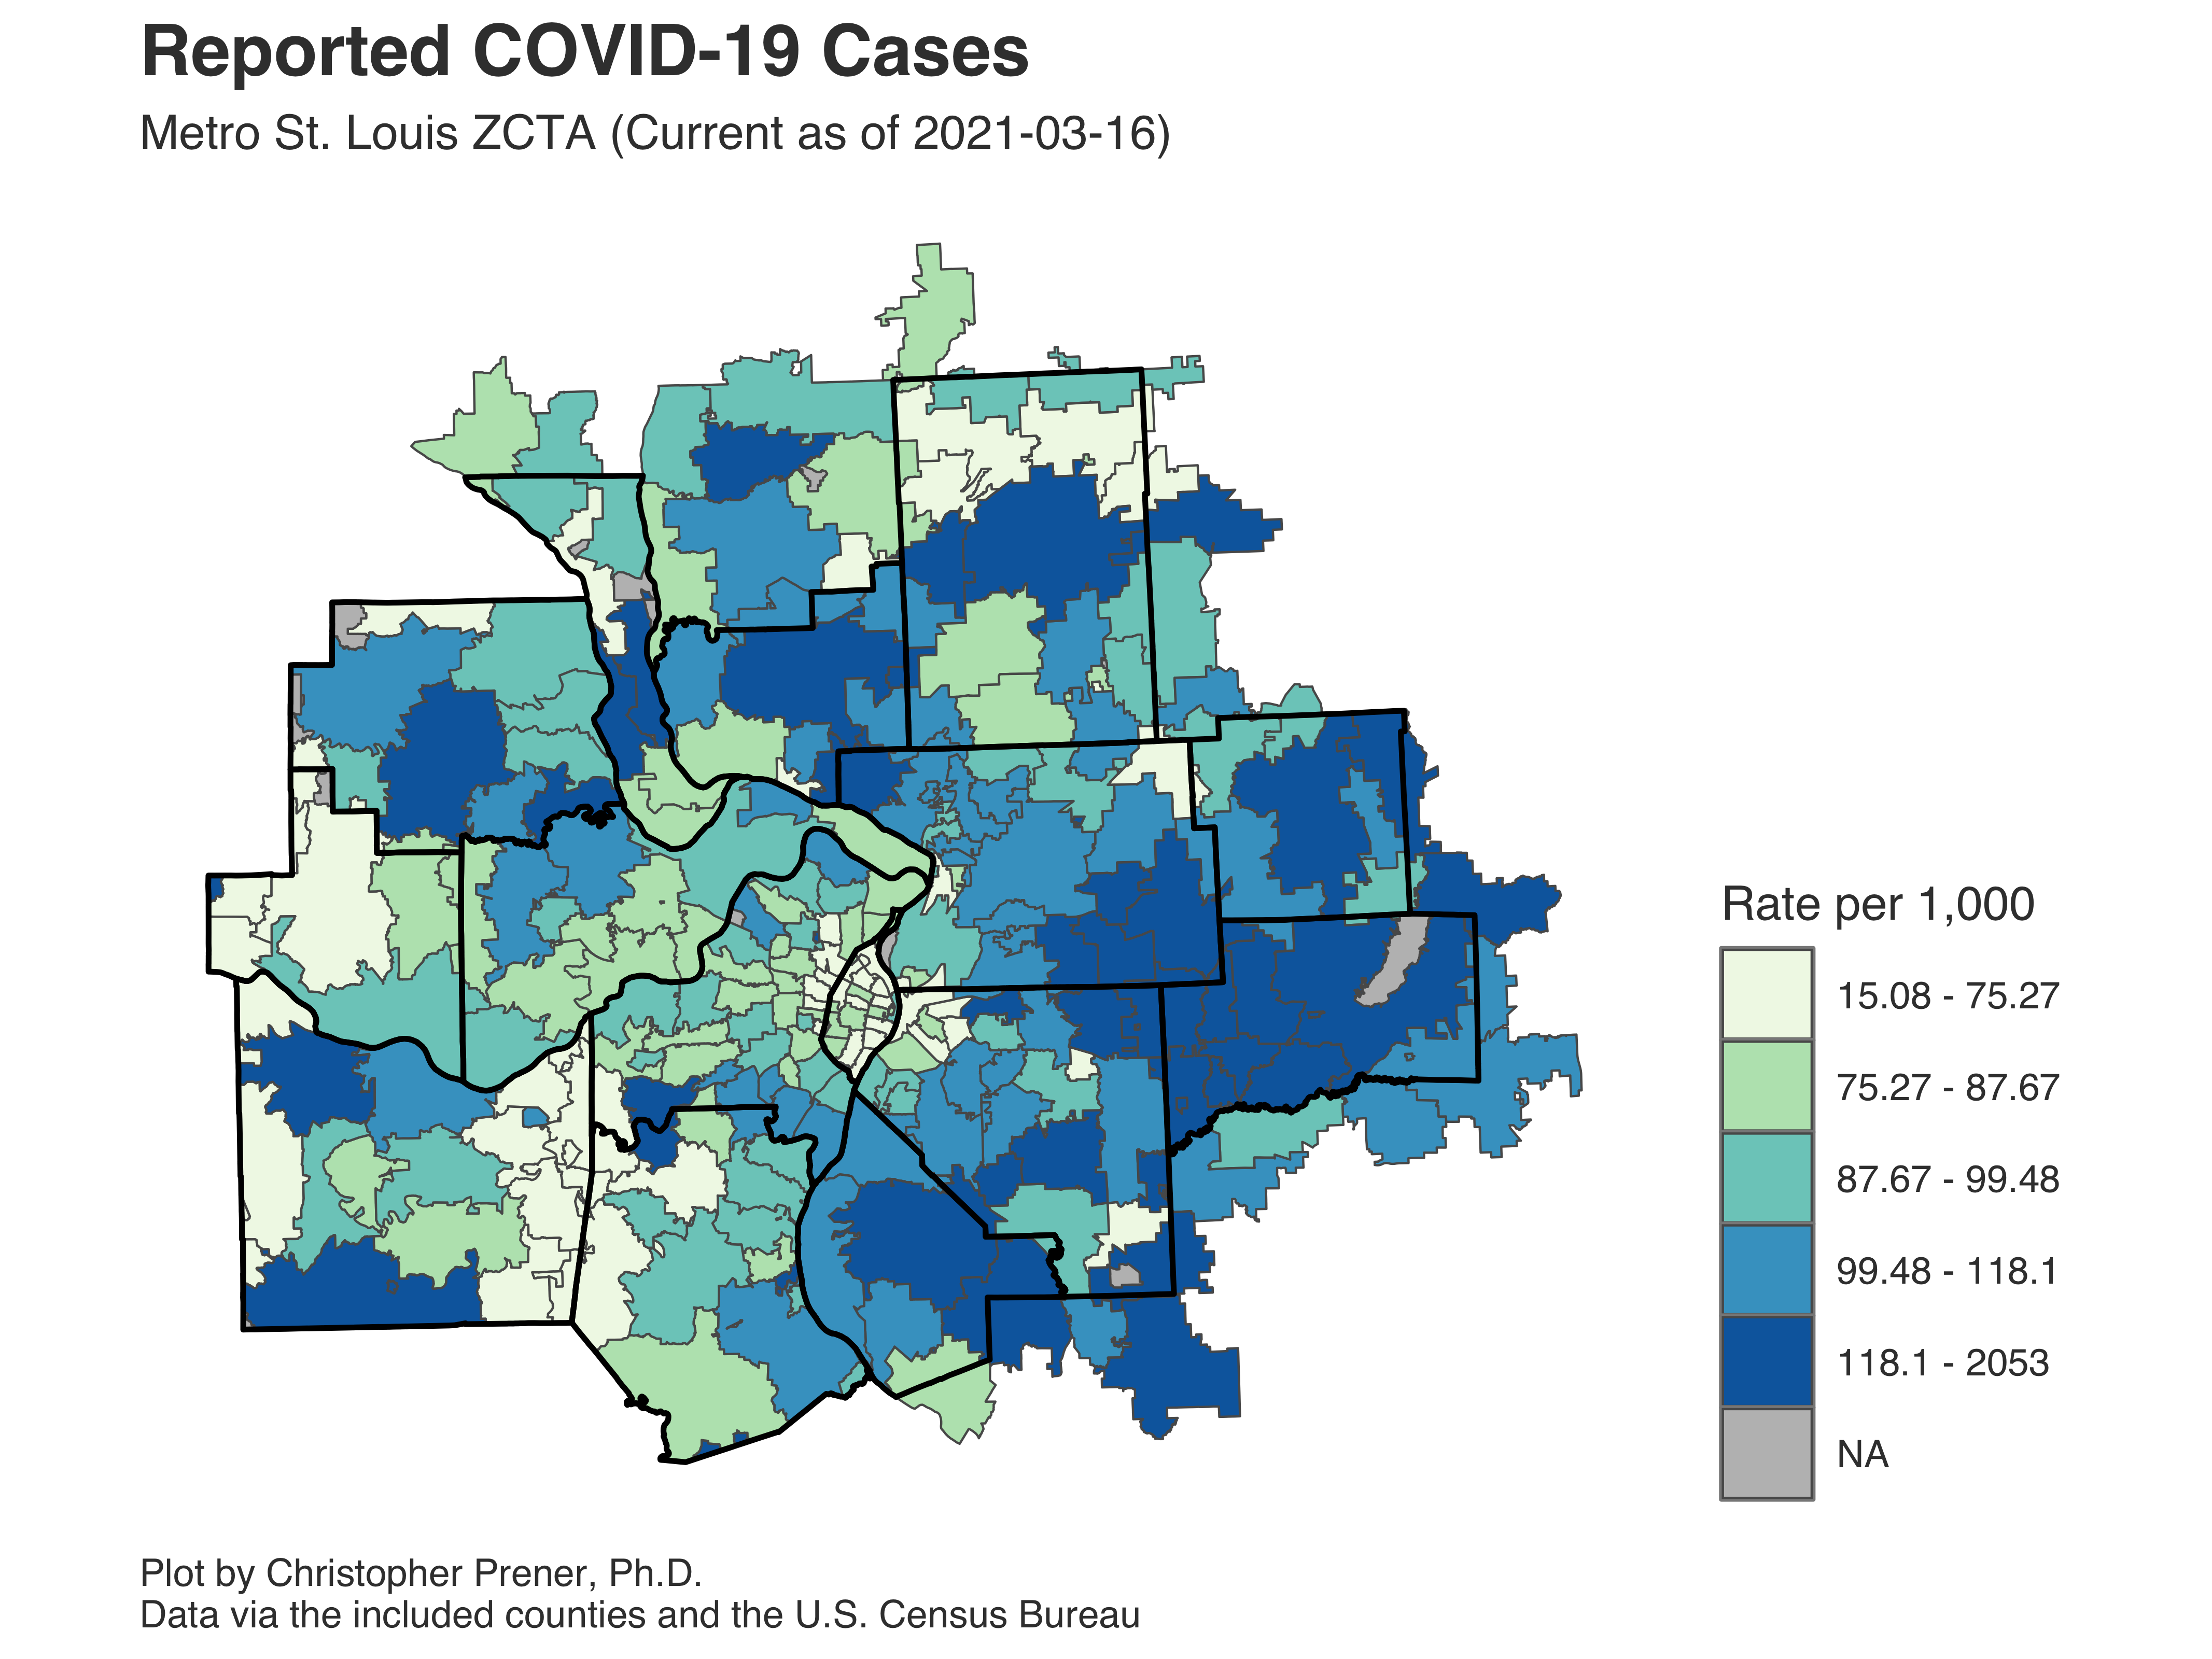 Reported COVID-19 Cases
Metro St. Louis ZCTA (Current as of 2021-03-16)
Rate per 1,000
15.08 - 75.27
75.27 - 87.67
87.67 - 99.48
99.48 - 118.1
118.1 - 2053
NA
Plot by Christopher Prener, Ph.D.
Data via the included counties and the U.S. Census Bureau